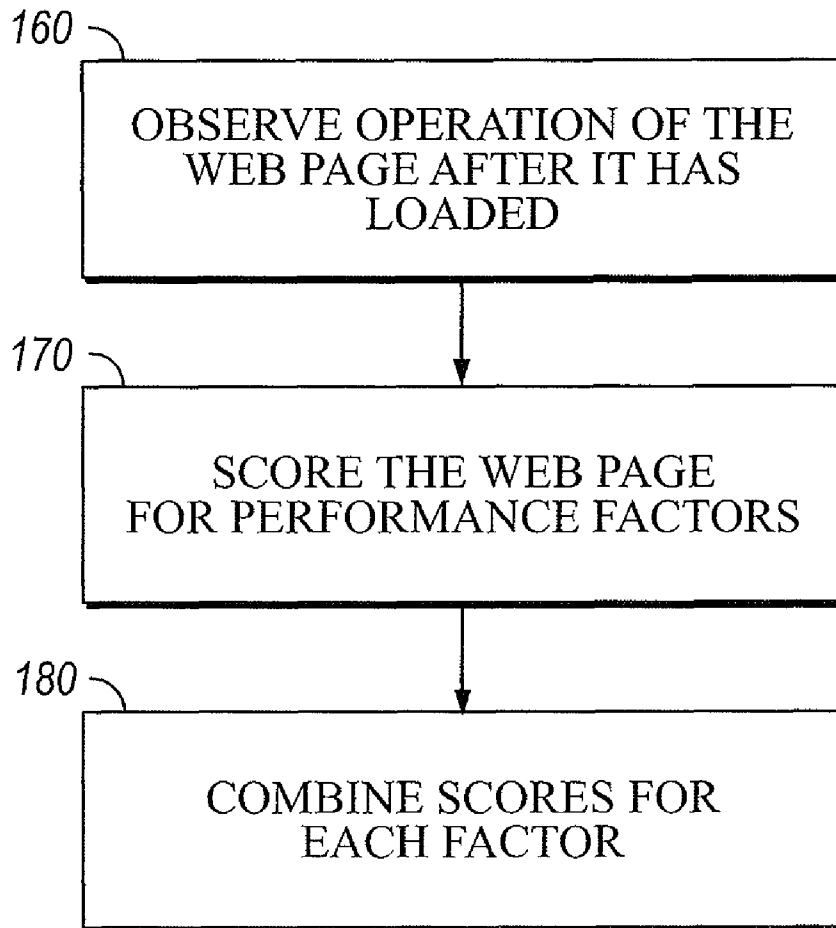 160
OBSERVE OPERATION OF THE
WEB PAGE AFTER IT HAS
LOADED
170
SCORE THE WEB PAGE
FOR PERFORMANCE FACTORS
180
COMBINE SCORES FOR
EACH FACTOR